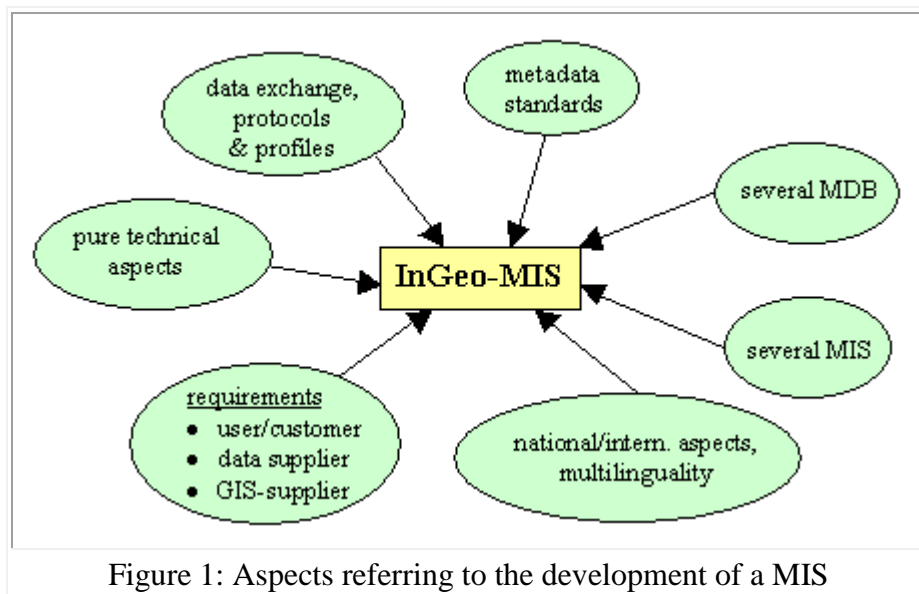 data exchange,
protocols
& profiles
metadata
standards
several MDB
pure technical
aspects
InGeo-MIS
several MIS
requirements
• user/customer
• data supplier
• GIS-supplier
national/intern. aspects,
multilinguality
Figure 1: Aspects referring to the development of a MIS